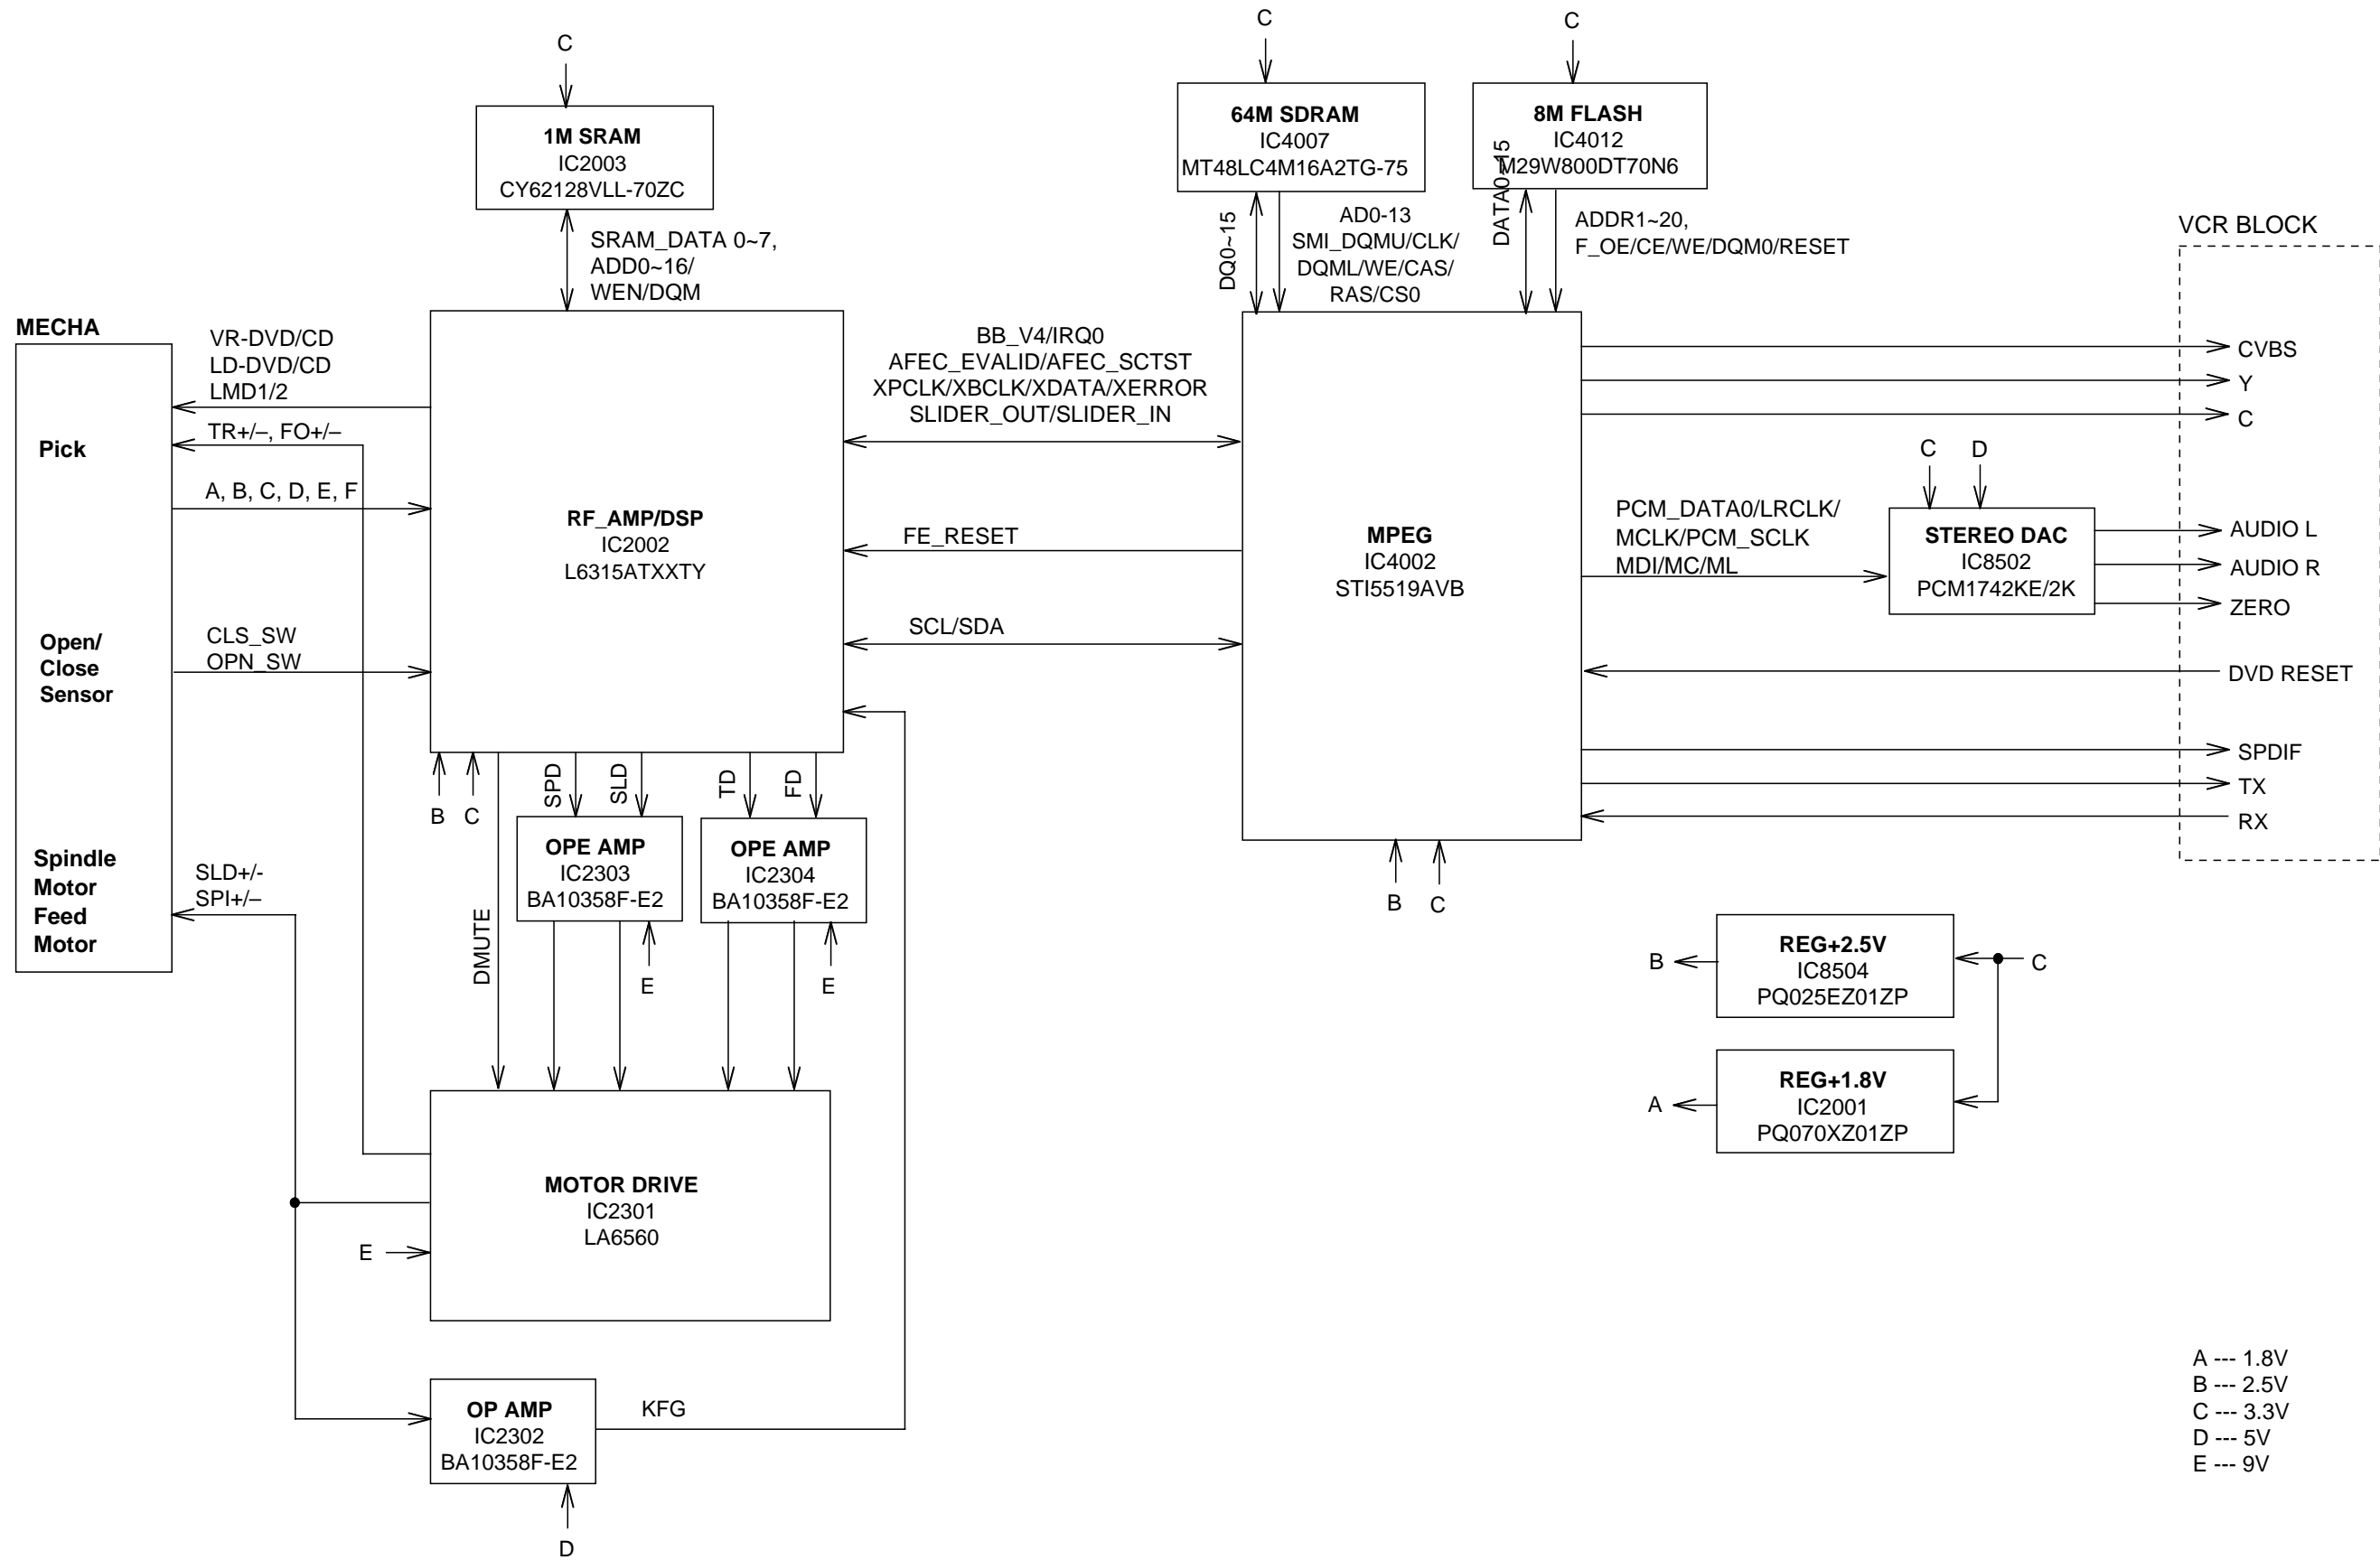 C
1M SRAM
IC2003
CY62128VLL-70ZC
SRAM_DATA 0~7,
ADD0~16/
WEN/DQM
C
64M SDRAM
IC4007
MT48LC4M16A2TG-75
DQ0~15
AD0-13
SMI_DQMU/CLK/
DQML/WE/CAS/
RAS/CS0
C
8M FLASH
IC4012
M29W800DT70N6
DATA0~15
ADDR1~20,
F_OE/CE/WE/DQM0/RESET
VCR BLOCK
MECHA
Pick
Open/
Close
Sensor
Spindle
Motor
Feed
Motor
VR-DVD/CD
LD-DVD/CD
LMD1/2
TR+/–, FO+/–
A, B, C, D, E, F
CLS_SW
OPN_SW
SLD+/-
SPI+/–
RF_AMP/DSP
IC2002
L6315ATXXTY
BB_V4/IRQ0
AFEC_EVALID/AFEC_SCTST
XPCLK/XBCLK/XDATA/XERROR
SLIDER_OUT/SLIDER_IN
FE_RESET
SCL/SDA
MPEG
IC4002
STI5519AVB
PCM_DATA0/LRCLK/
MCLK/PCM_SCLK
MDI/MC/ML
C
D
STEREO DAC
IC8502
PCM1742KE/2K
CVBS
Y
C
AUDIO L
AUDIO R
ZERO
DVD RESET
SPDIF
TX
RX
B
C
DMUTE
SPD
SLD
TD
FD
OPE AMP
IC2303
BA10358F-E2
E
OPE AMP
IC2304
BA10358F-E2
E
B
C
B
REG+2.5V
IC8504
PQ025EZ01ZP
C
A
REG+1.8V
IC2001
PQ070XZ01ZP
MOTOR DRIVE
IC2301
LA6560
E
OP AMP
IC2302
BA10358F-E2
KFG
D
A --- 1.8V
B --- 2.5V
C --- 3.3V
D --- 5V
E --- 9V